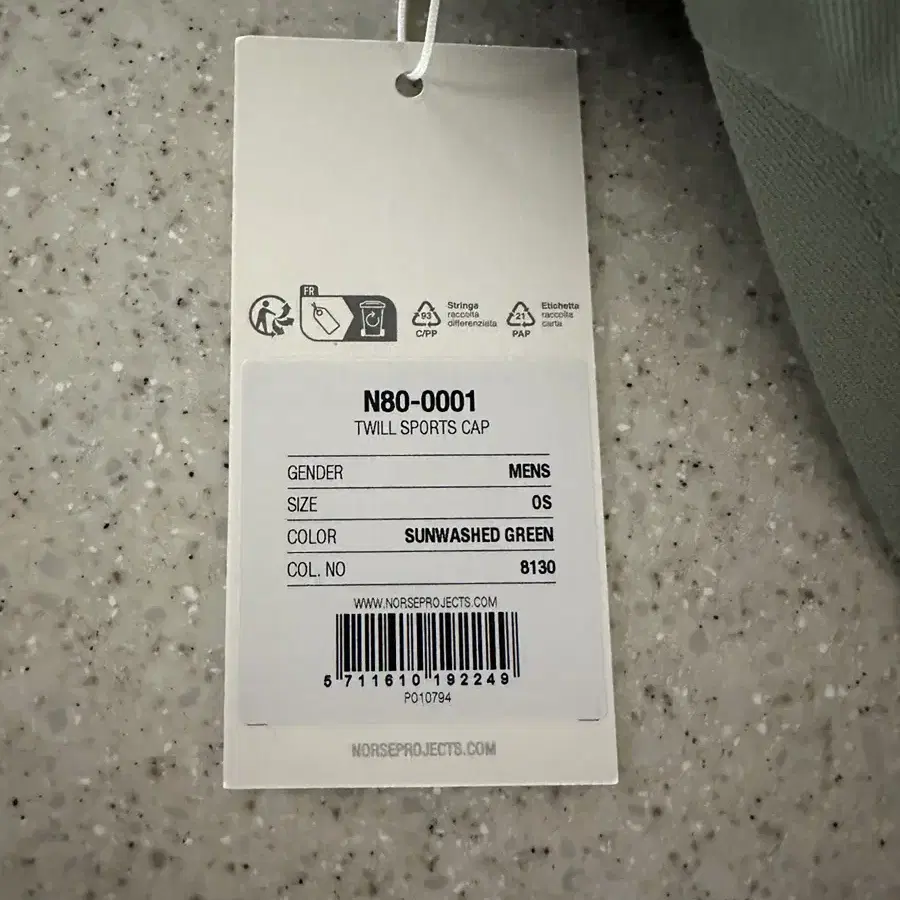 FR
93
C/PP
Stringa
raccolta
differenziata
21
PAP
Etichetta
raccolta
carta
N80-0001
TWILL SPORTS CAP
GENDER MENS
SIZE OS
COLOR SUNWASHED GREEN
COL. NO 8130
WWW.NORSEPROJECTS.COM
5 711610 192249
PO10794
NORSEPROJECTS.COM